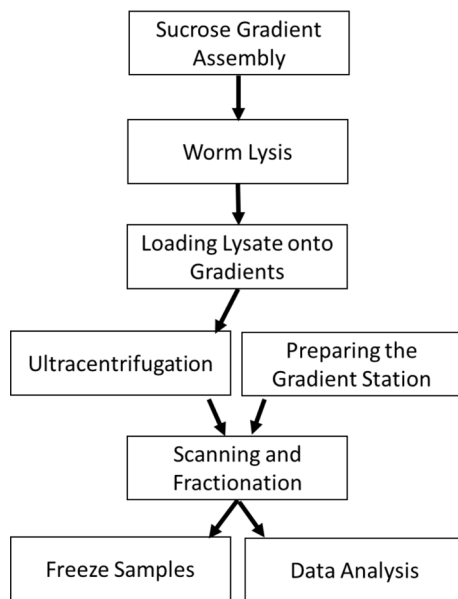 Sucrose Gradient
Assembly
Worm Lysis
Loading Lysate onto
Gradients
Ultracentrifugation
Preparing the
Gradient Station
Scanning and
Fractionation
Freeze Samples
Data Analysis